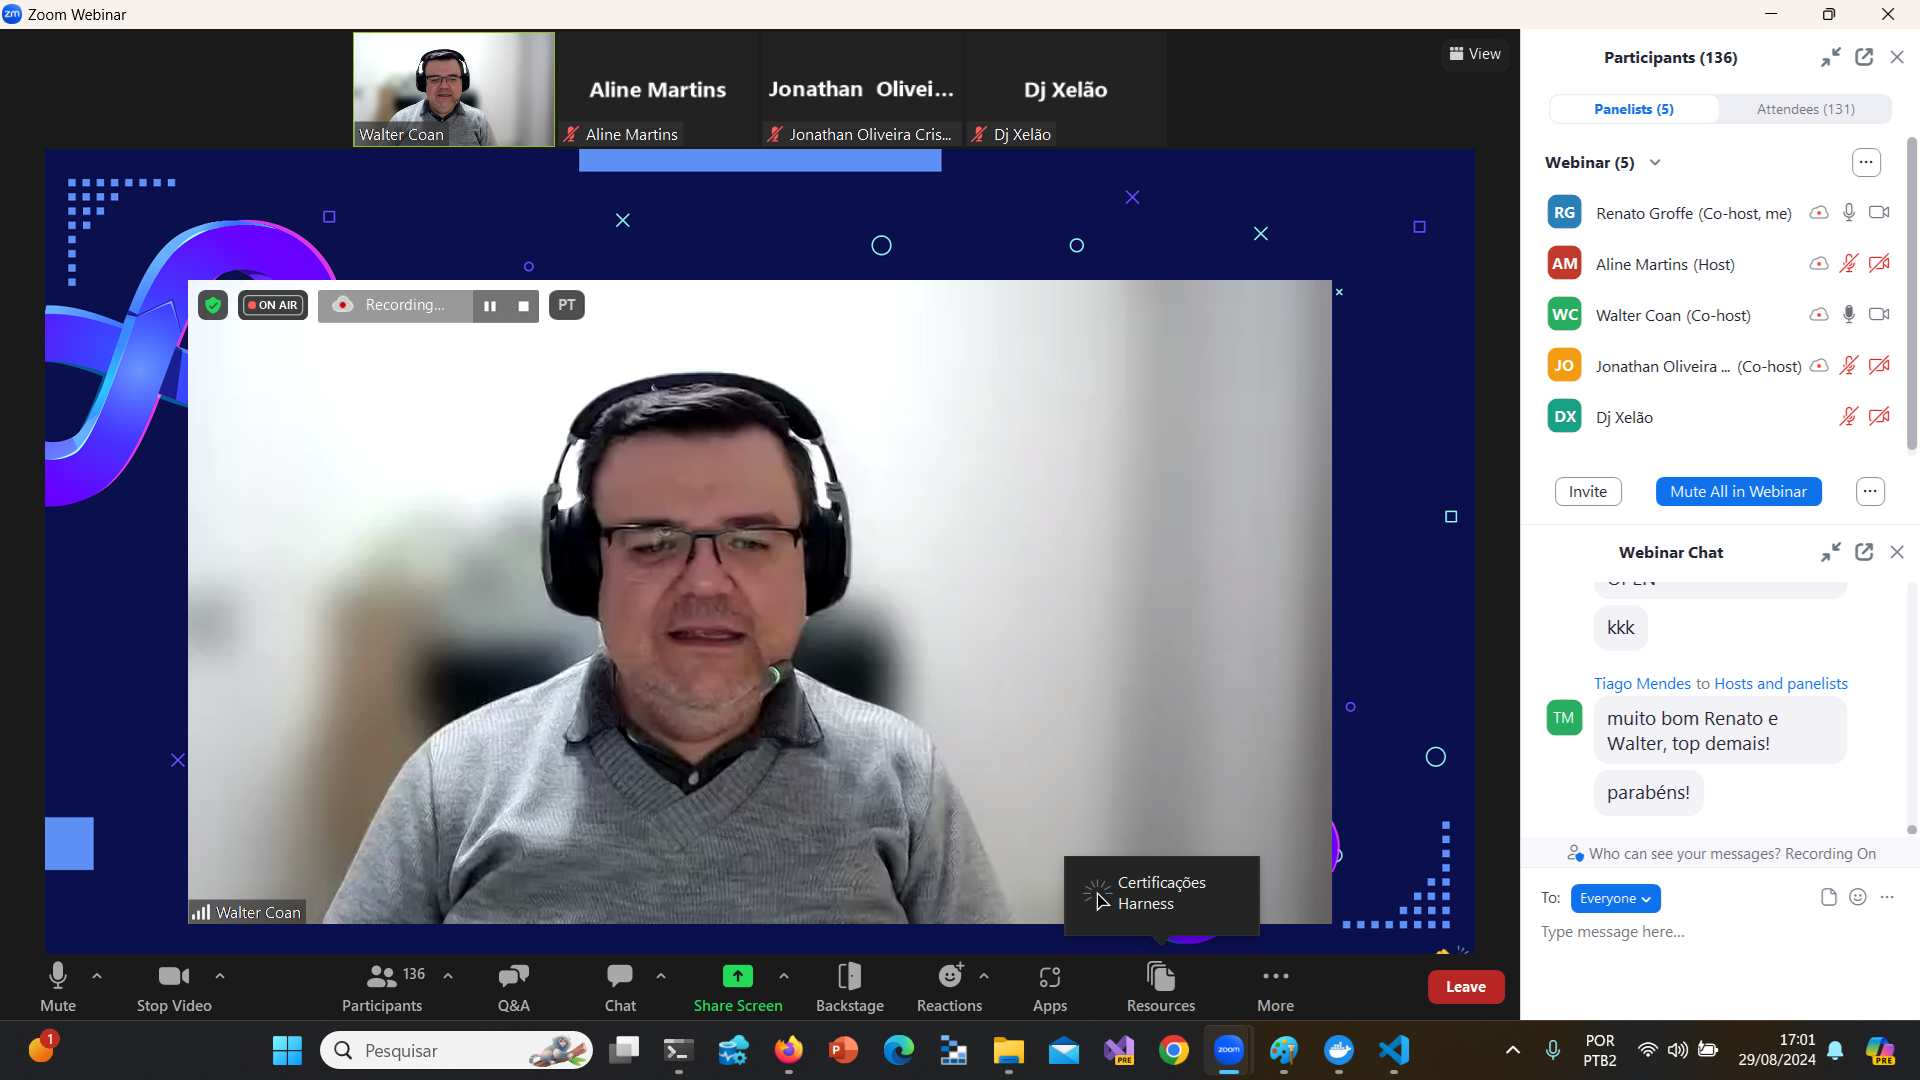 zm Zoom Webinar
Walter Coan
Aline Martins
Aline Martins
Jonathan Olivei...
Jonathan Oliveira Cris...
Dj Xelão
Dj Xelão
View
ON AIR
Recording...
PT
Walter Coan
Certificações
Harness
Participants (136)
Panelists (5)
Attendees (131)
Webinar (5)
RG Renato Groffe (Co-host, me)
AM Aline Martins (Host)
WC Walter Coan (Co-host)
JO Jonathan Oliveira ... (Co-host)
DX Dj Xelão
Invite
Mute All in Webinar
Webinar Chat
kkk
Tiago Mendes to Hosts and panelists
TM
muito bom Renato e
Walter, top demais!
parabéns!
Who can see your messages? Recording On
To: Everyone
Type message here...
Mute
Stop Video
136
Participants
Q&A
Chat
Share Screen
Backstage
Reactions
Apps
Resources
More
Leave
1
Pesquisar
PRE
zoom
POR
PTB2
17:01
29/08/2024
PRE